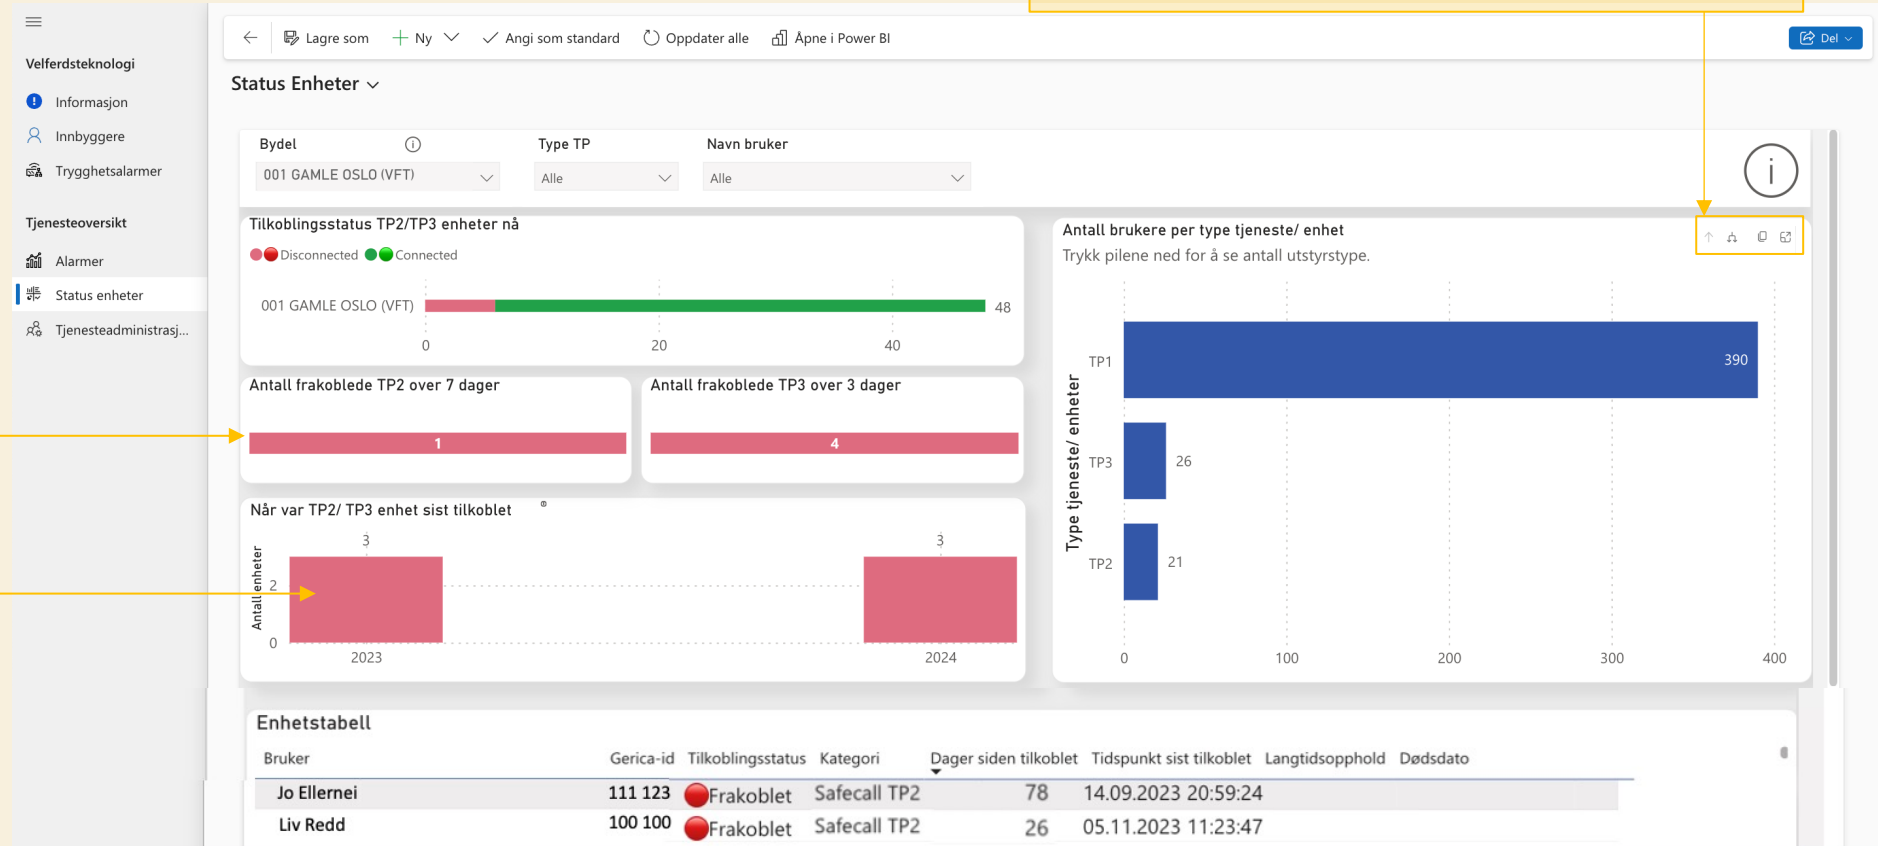 Lagre som
Ny
Angi som standard
Oppdater alle
Åpne i Power BI
Del
Velferdsteknologi
Informasjon
Innbyggere
Trygghetsalarmer
Tjenesteoversikt
Alarmer
Status enheter
Tjenesteadministrasj...
Status Enheter
Bydel
001 GAMLE OSLO (VFT)
Type TP
Alle
Navn bruker
Alle
Tilkoblingsstatus TP2/TP3 enheter nå
Disconnected Connected
001 GAMLE OSLO (VFT)
48
0 20 40
Antall frakoblede TP2 over 7 dager
1
Antall frakoblede TP3 over 3 dager
4
Når var TP2/ TP3 enhet sist tilkoblet
Antall enheter
3 3
2
0
2023 2024
Antall brukere per type tjeneste/ enhet
Trykk pilene ned for å se antall utstyrstype.
Type tjeneste/ enheter
TP1 390
TP3 26
TP2 21
0 100 200 300 400
Enhetstabell
Bruker Gerica-id Tilkoblingsstatus Kategori Dager siden tilkoblet Tidspunkt sist tilkoblet Langtidsopphold Dødsdato
Jo Ellernei 111 123 Frakoblet Safecall TP2 78 14.09.2023 20:59:24
Liv Redd 100 100 Frakoblet Safecall TP2 26 05.11.2023 11:23:47